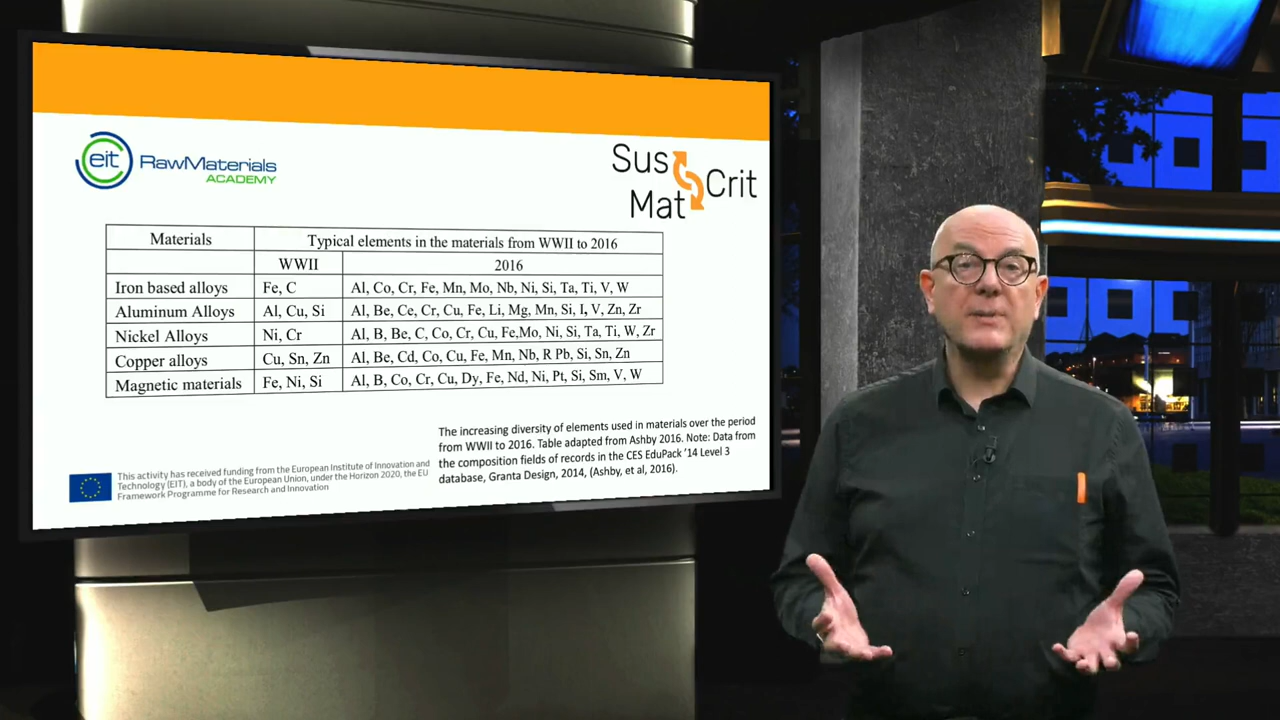 eit RawMaterials
ACADEMY
Sus
Mat Crit
Materials Typical elements in the materials from WWII to 2016
WWII 2016
Iron based alloys Fe, C Al, Co, Cr, Fe, Mn, Mo, Nb, Ni, Si, Ta, Ti, V, W
Aluminum Alloys Al, Cu, Si Al, Be, Ce, Cr, Cu, Fe, Li, Mg, Mn, Si, I, V, Zn, Zr
Nickel Alloys Ni, Cr Al, B, Be, C, Co, Cr, Cu, Fe,Mo, Ni, Si, Ta, Ti, W, Zr
Copper alloys Cu, Sn, Zn Al, Be, Cd, Co, Cu, Fe, Mn, Nb, R Pb, Si, Sn, Zn
Magnetic materials Fe, Ni, Si Al, B, Co, Cr, Cu, Dy, Fe, Nd, Ni, Pt, Si, Sm, V, W
The increasing diversity of elements used in materials over the period
from WWII to 2016. Table adapted from Ashby 2016. Note: Data from
the composition fields of records in the CES EduPack '14 Level 3
database, Granta Design, 2014, (Ashby, et al, 2016).
This activity has received funding from the European Institute of Innovation and
Technology (EIT), a body of the European Union, under the Horizon 2020, the EU
Framework Programme for Research and Innovation